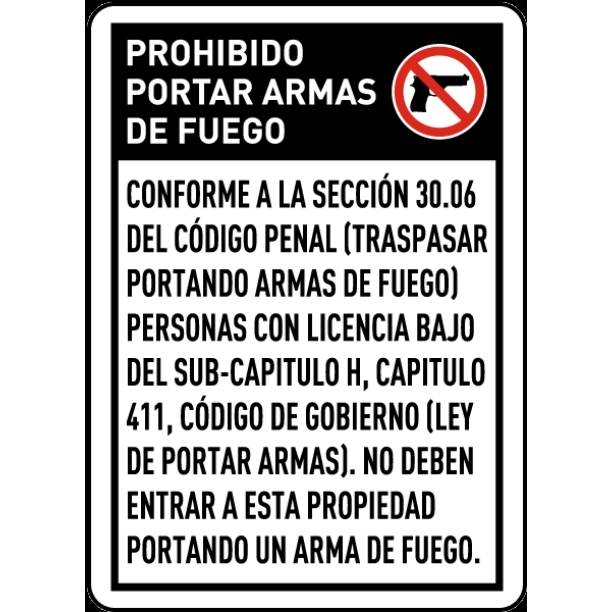 PROHIBIDO
PORTAR ARMAS
DE FUEGO
CONFORME A LA SECCIÓN 30.06
DEL CÓDIGO PENAL (TRASPASAR
PORTANDO ARMAS DE FUEGO)
PERSONAS CON LICENCIA BAJO
DEL SUB-CAPITULO H, CAPITULO
411, CÓDIGO DE GOBIERNO (LEY
DE PORTAR ARMAS). NO DEBEN
ENTRAR A ESTA PROPIEDAD
PORTANDO UN ARMA DE FUEGO.